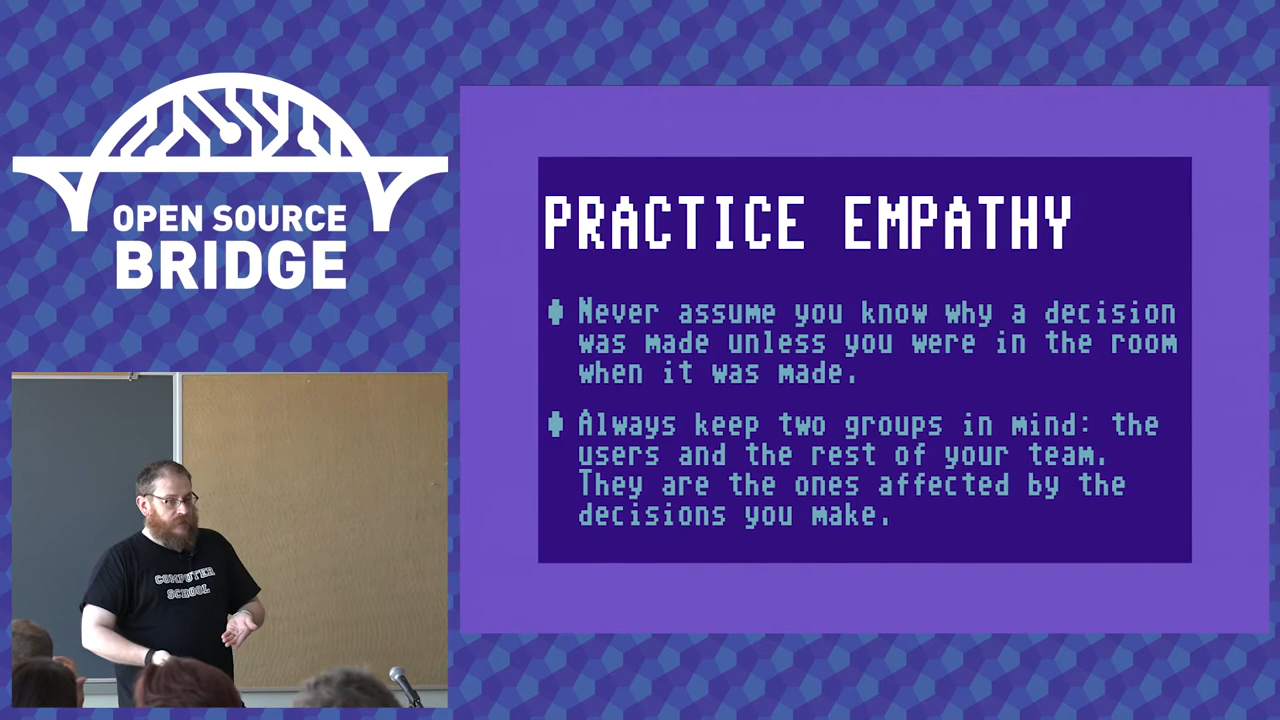 OPEN SOURCE
BRIDGE
PRACTICE EMPATHY
Never assume you know why a decision
was made unless you were in the room
when it was made.
Always keep two groups in mind: the
users and the rest of your team.
They are the ones affected by the
decisions you make.
COMPUTER
SCHOOL